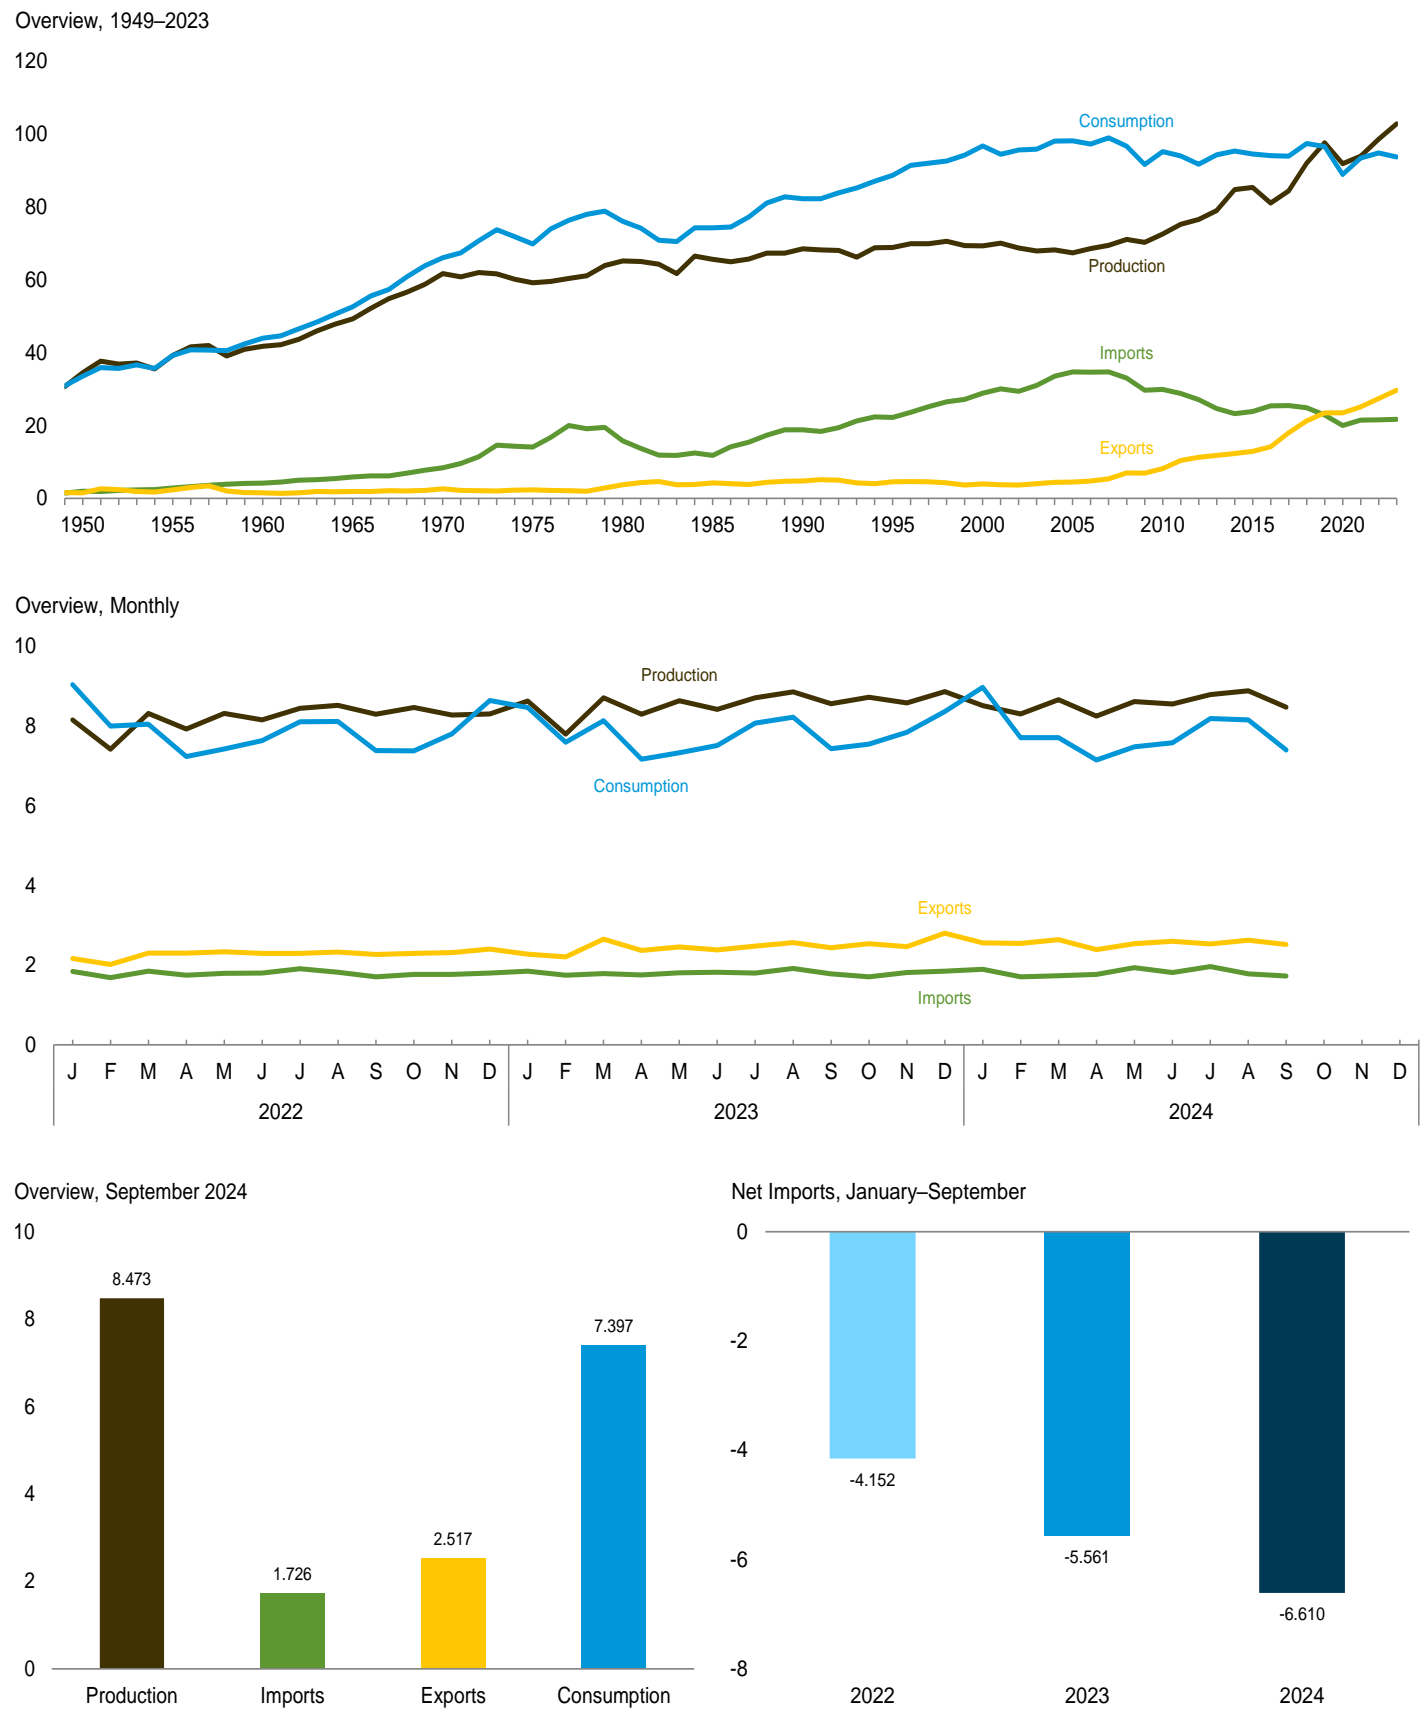 Overview, 1949–2023
120
100
80
60
40
20
0
Consumption
Production
Imports
Exports
1950 1955 1960 1965 1970 1975 1980 1985 1990 1995 2000 2005 2010 2015 2020
Overview, Monthly
10
8
6
4
2
0
Production
Consumption
Exports
Imports
J F M A M J J A S O N D J F M A M J J A S O N D J F M A M J J A S O N D
2022 2023 2024
Overview, September 2024
10
8
6
4
2
0
8.473
1.726
2.517
7.397
Production Imports Exports Consumption
Net Imports, January–September
0
-2
-4
-6
-8
-4.152
-5.561
-6.610
2022 2023 2024